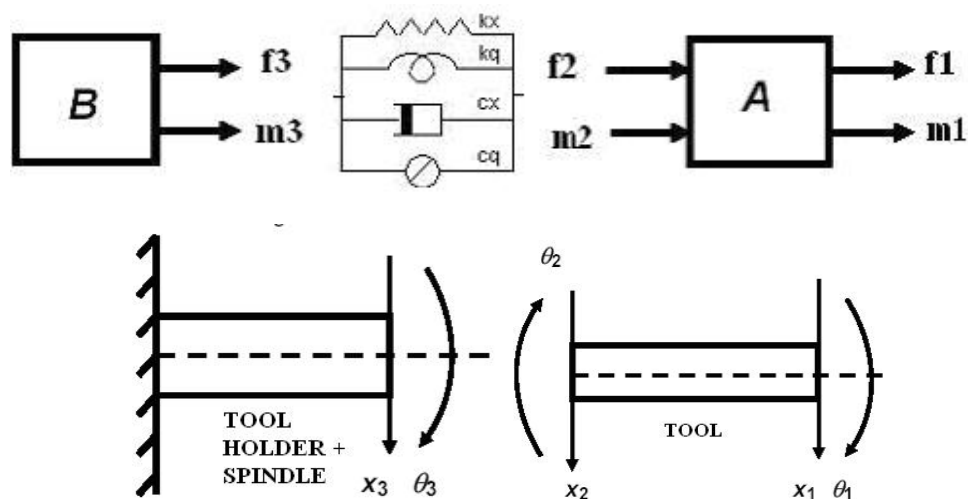 B
f3
m3
kx
kq
cx
cq
f2
m2
A
f1
m1
TOOL
HOLDER +
SPINDLE
x3 θ3
θ2
TOOL
x2
x1 θ1